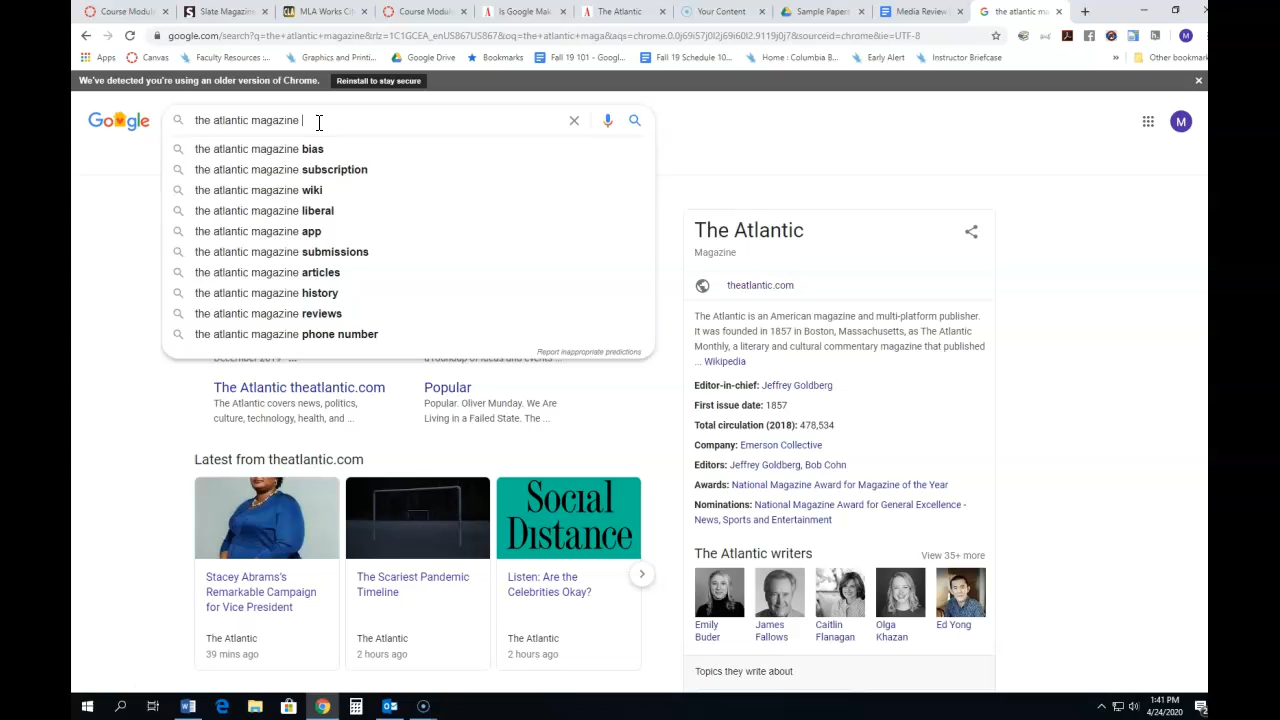 Course Modul
Slate Magazin
MLA Works Ci
Course Modul
Is Google Mak
The Atlantic
Your Content
Sample Paper
Media Review
the atlantic ma
google.com/search?q=the+atlantic+magazine&rlz=1C1GCEA_enUS867US867&oq=the+atlantic+maga&aqs=chrome.0.0j69i57j0l2j69i60l2.9119j0j7&sourceid=chrome&ie=UTF-8
M
Apps
Canvas
Faculty Resources :...
Graphics and Printi...
Google Drive
Bookmarks
Fall 19 101 - Googl...
Fall 19 Schedule 10...
Home : Columbia B...
Early Alert
Instructor Briefcase
»
Other bookmark
We've detected you're using an older version of Chrome.
Reinstall to stay secure
Google
the atlantic magazine
M
the atlantic magazine bias
the atlantic magazine subscription
the atlantic magazine wiki
the atlantic magazine liberal
the atlantic magazine app
the atlantic magazine submissions
the atlantic magazine articles
the atlantic magazine history
the atlantic magazine reviews
the atlantic magazine phone number
Report inappropriate predictions
December 2019 ...
a roundup of ideas and events ...
The Atlantic theatlantic.com
The Atlantic covers news, politics,
culture, technology, health, and ...
Popular
Popular. Oliver Munday. We Are
Living in a Failed State. The ...
Latest from theatlantic.com
Social
Distance
Stacey Abrams's
Remarkable Campaign
for Vice President
The Atlantic
39 mins ago
The Scariest Pandemic
Timeline
The Atlantic
2 hours ago
Listen: Are the
Celebrities Okay?
The Atlantic
2 hours ago
The Atlantic
Magazine
theatlantic.com
The Atlantic is an American magazine and multi-platform publisher.
It was founded in 1857 in Boston, Massachusetts, as The Atlantic
Monthly, a literary and cultural commentary magazine that published
... Wikipedia
Editor-in-chief: Jeffrey Goldberg
First issue date: 1857
Total circulation (2018): 478,534
Company: Emerson Collective
Editors: Jeffrey Goldberg, Bob Cohn
Awards: National Magazine Award for Magazine of the Year
Nominations: National Magazine Award for General Excellence -
News, Sports and Entertainment
The Atlantic writers
View 35+ more
Emily
Buder
James
Fallows
Caitlin
Flanagan
Olga
Khazan
Ed Yong
Topics they write about
1:41 PM
4/24/2020